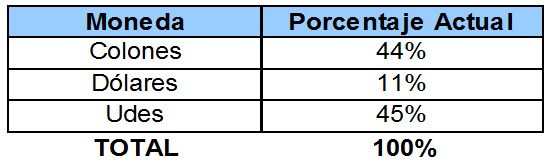 Moneda Porcentaje Actual
Colones 44%
Dólares 11%
Udes 45%
TOTAL 100%